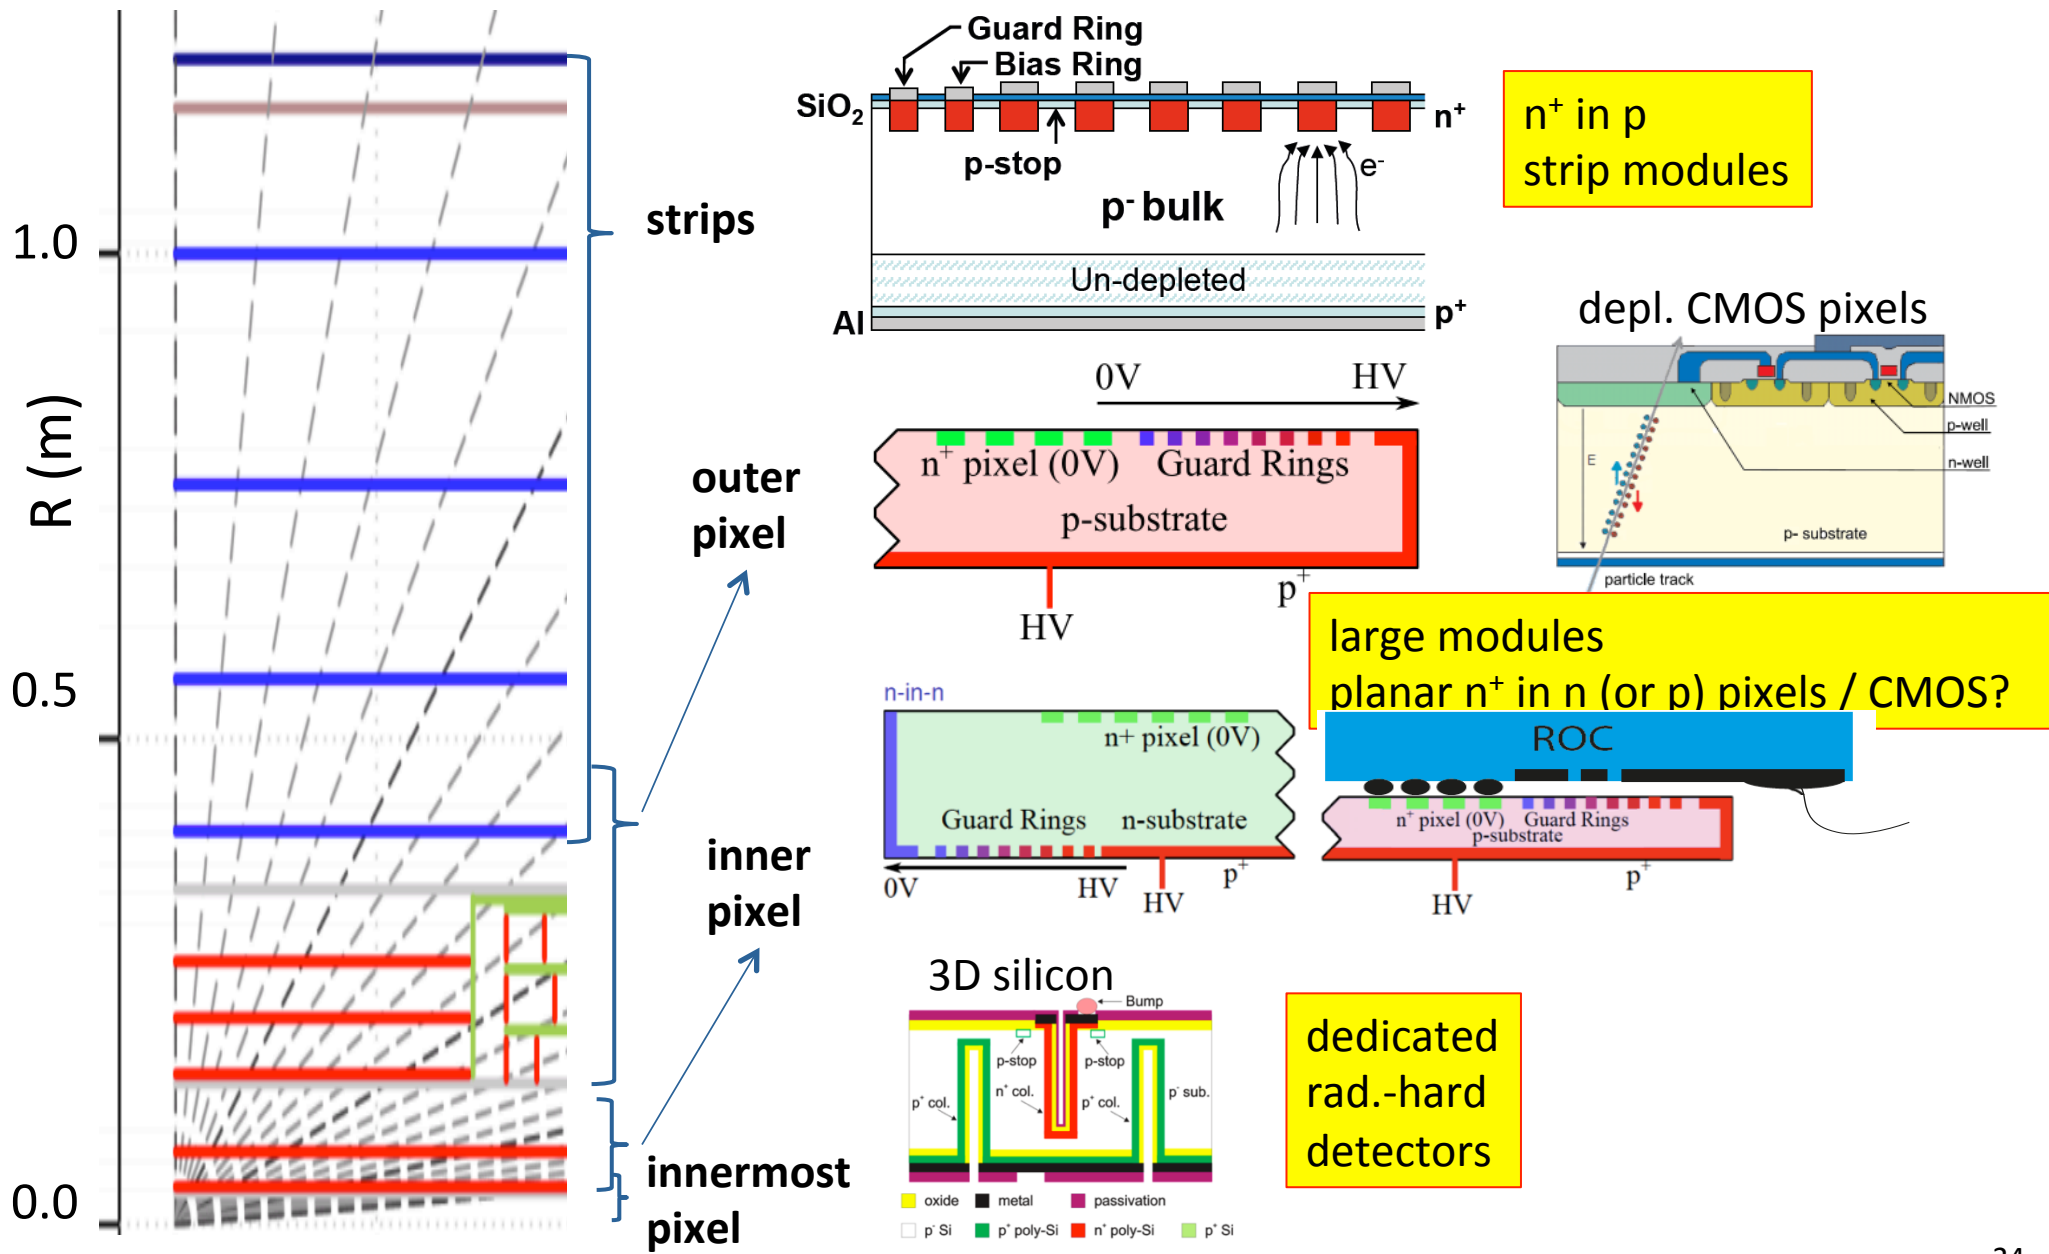 R (m)
1.0
0.5
0.0
strips
outer
pixel
inner
pixel
innermost
pixel
Guard Ring
Bias Ring
SiO₂
n⁺
p-stop
e⁻
p⁻ bulk
Un-depleted
Al
p⁺
n⁺ in p
strip modules
depl. CMOS pixels
NMOS
p-well
n-well
E
p- substrate
particle track
0V
HV
n⁺ pixel (0V)
Guard Rings
p-substrate
HV
p⁺
large modules
planar n⁺ in n (or p) pixels / CMOS?
n-in-n
n+ pixel (0V)
Guard Rings
n-substrate
0V
HV
HV
p⁺
ROC
n⁺ pixel (0V)
Guard Rings
p-substrate
HV
p⁺
3D silicon
Bump
p-stop
p-stop
p⁺ col.
n⁺ col.
p⁺ col.
p⁻ sub.
oxide
metal
passivation
p⁻ Si
p⁺ poly-Si
n⁺ poly-Si
p⁺ Si
dedicated
rad.-hard
detectors